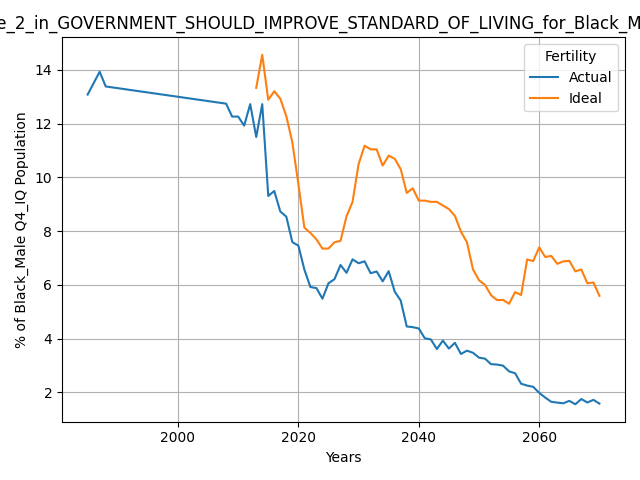 e_2_in_GOVERNMENT_SHOULD_IMPROVE_STANDARD_OF_LIVING_for_Black_M
Fertility
Actual
Ideal
14
12
10
8
6
4
2
% of Black_Male Q4_IQ Population
2000
2020
2040
2060
Years